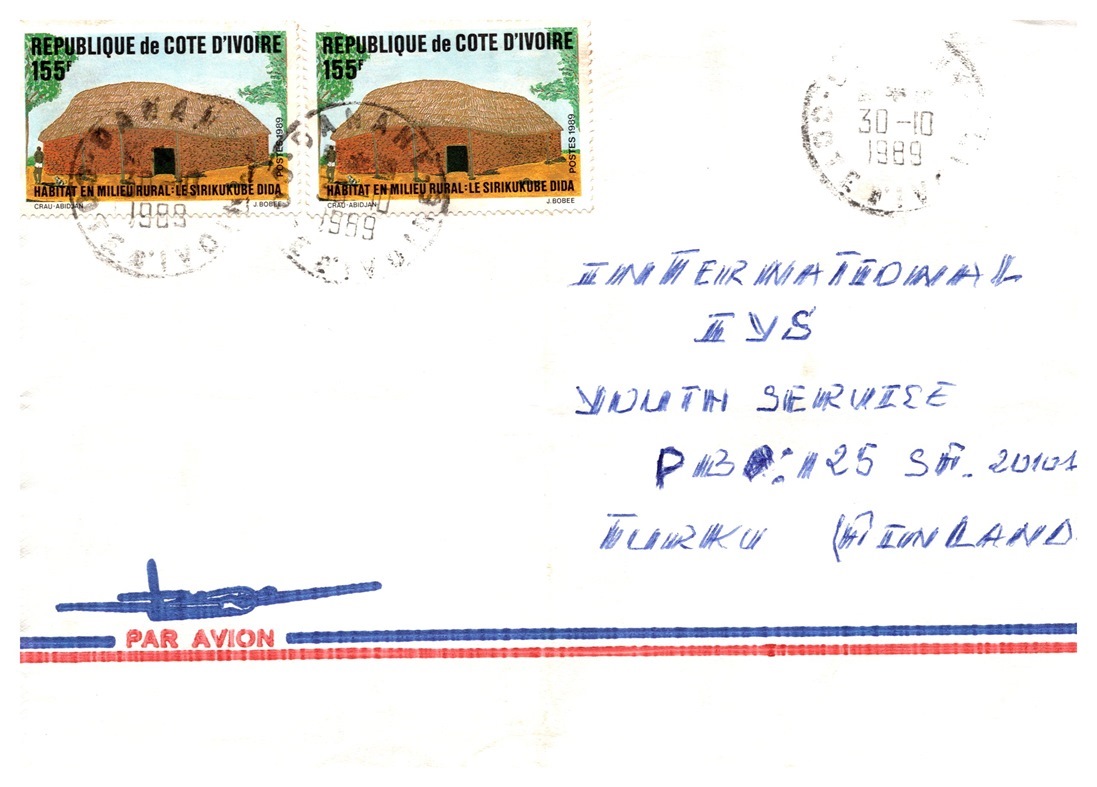 REPUBLIQUE de COTE D'IVOIRE
155F
POSTES 1989
HABITAT EN MILIEU RURAL: LE SIRIKUKUBE DIDA
CRAU-ABIDJAN J. BOBEE
REPUBLIQUE de COTE D'IVOIRE
155F
POSTES 1989
HABITAT EN MILIEU RURAL: LE SIRIKUKUBE DIDA
CRAU-ABIDJAN J. BOBEE
1989
1989
30-10
1989
INTERNATIONAL
IYS
YOUTH SERVICE
PB 125 SF. 20101
TURKU (FINLAND
PAR AVION